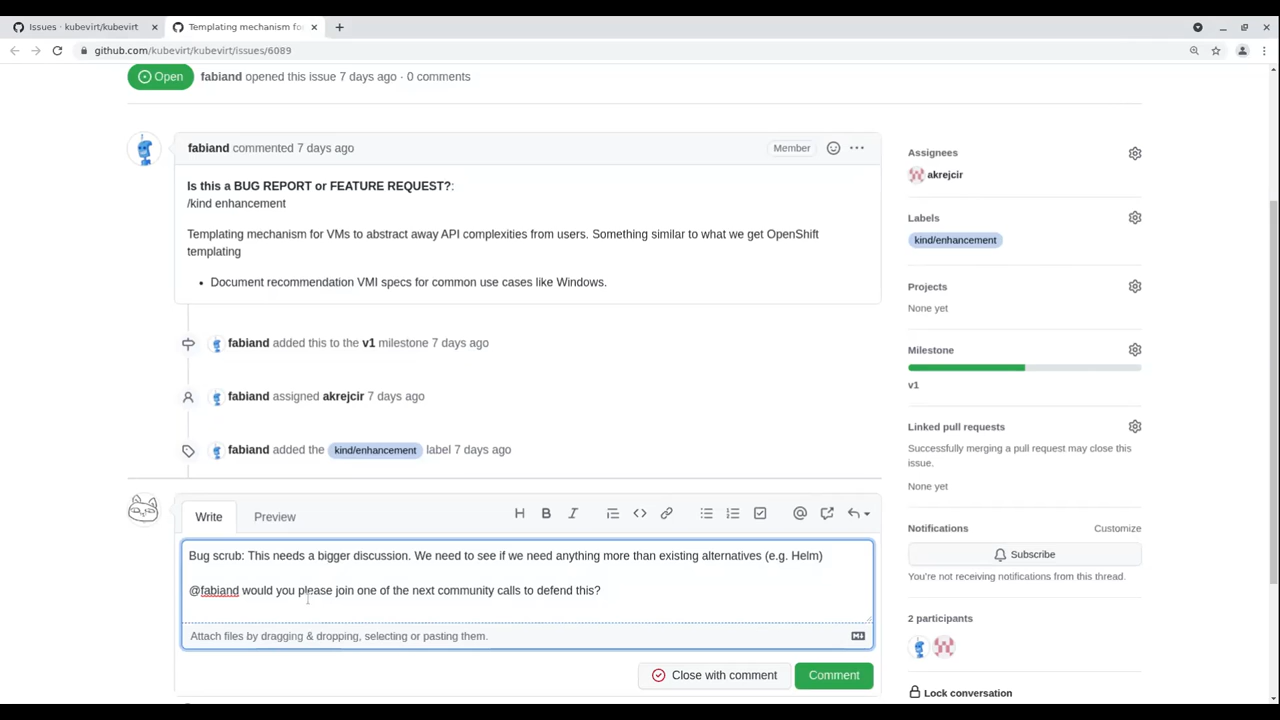 Issues · kubevirt/kubevirt
Templating mechanism fo
github.com/kubevirt/kubevirt/issues/6089
Open
fabiand opened this issue 7 days ago · 0 comments
fabiand commented 7 days ago
Member
Is this a BUG REPORT or FEATURE REQUEST?:
/kind enhancement
Templating mechanism for VMs to abstract away API complexities from users. Something similar to what we get OpenShift
templating
• Document recommendation VMI specs for common use cases like Windows.
fabiand added this to the v1 milestone 7 days ago
fabiand assigned akrejcir 7 days ago
fabiand added the kind/enhancement label 7 days ago
Write
Preview
Bug scrub: This needs a bigger discussion. We need to see if we need anything more than existing alternatives (e.g. Helm)
@fabiand would you please join one of the next community calls to defend this?
Attach files by dragging & dropping, selecting or pasting them.
Close with comment
Comment
Assignees
akrejcir
Labels
kind/enhancement
Projects
None yet
Milestone
v1
Linked pull requests
Successfully merging a pull request may close this
issue.
None yet
Notifications
Customize
Subscribe
You're not receiving notifications from this thread.
2 participants
Lock conversation